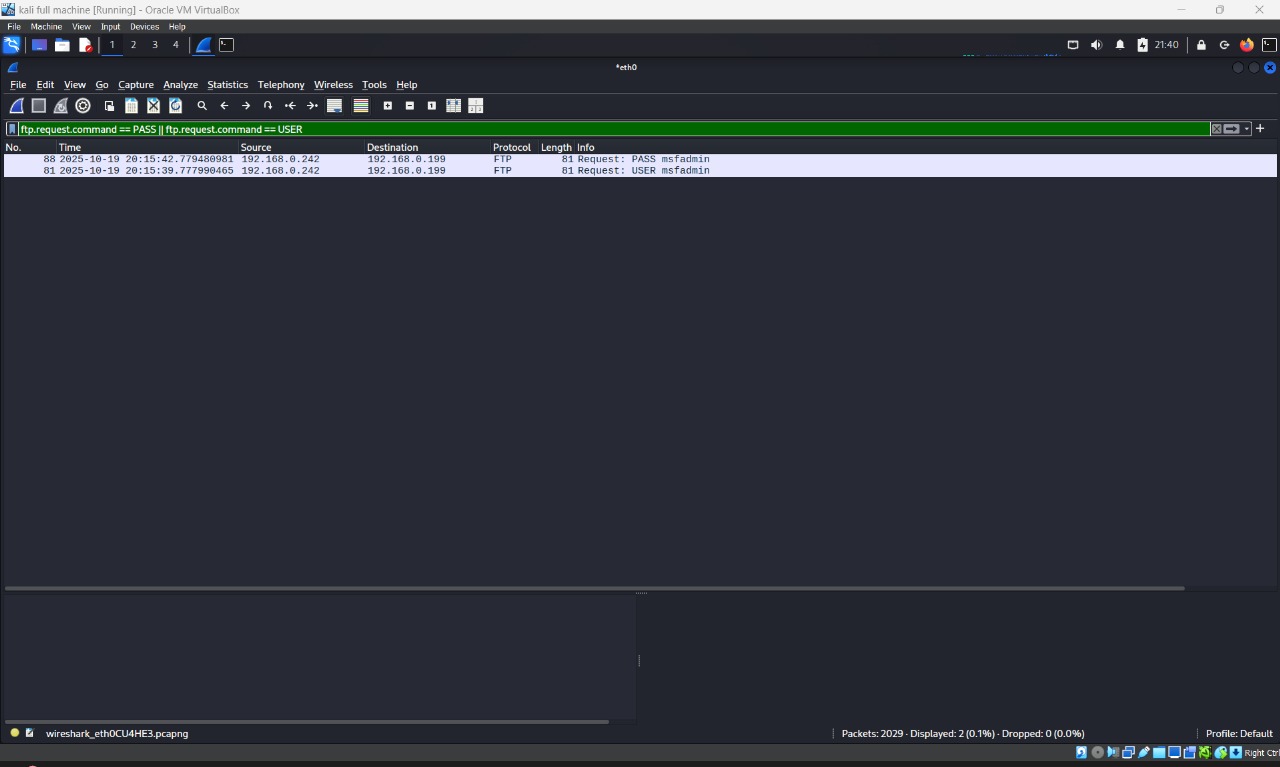 kali full machine [Running] - Oracle VM VirtualBox
File Machine View Input Devices Help
1 2 3 4 21:40
*eth0
File Edit View Go Capture Analyze Statistics Telephony Wireless Tools Help
ftp.request.command == PASS || ftp.request.command == USER
No. Time Source Destination Protocol Length Info
88 2025-10-19 20:15:42.779480981 192.168.0.242 192.168.0.199 FTP 81 Request: PASS msfadmin
81 2025-10-19 20:15:39.777990465 192.168.0.242 192.168.0.199 FTP 81 Request: USER msfadmin
wireshark_eth0CU4HE3.pcapng Packets: 2029 · Displayed: 2 (0.1%) · Dropped: 0 (0.0%) Profile: Default
Right Ctrl